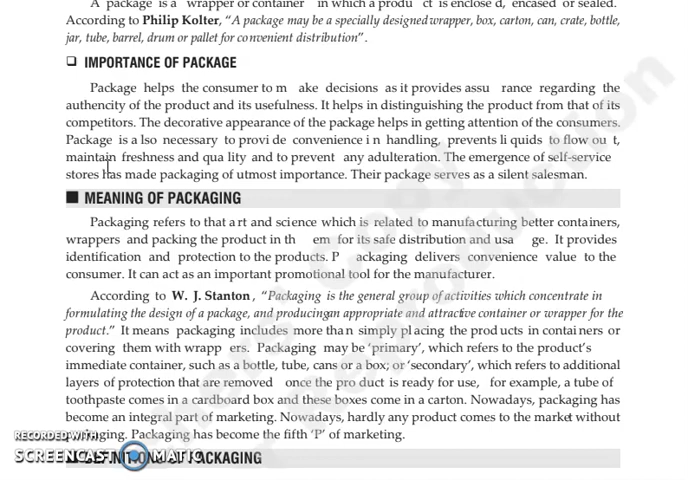 A package is a wrapper or container in which a produ ct is enclose d, encased or sealed.
According to Philip Kolter, “A package may be a specially designed wrapper, box, carton, can, crate, bottle,
jar, tube, barrel, drum or pallet for convenient distribution”.
❑ IMPORTANCE OF PACKAGE
Package helps the consumer to m ake decisions as it provides assu rance regarding the
authencity of the product and its usefulness. It helps in distinguishing the product from that of its
competitors. The decorative appearance of the package helps in getting attention of the consumers.
Package is a lso necessary to provi de convenience i n handling, prevents li quids to flow ou t,
maintain freshness and qua lity and to prevent any adulteration. The emergence of self-service
stores has made packaging of utmost importance. Their package serves as a silent salesman.
■ MEANING OF PACKAGING
Packaging refers to that a rt and science which is related to manufacturing better containers,
wrappers and packing the product in th em for its safe distribution and usa ge. It provides
identification and protection to the products. P ackaging delivers convenience value to the
consumer. It can act as an important promotional tool for the manufacturer.
According to W. J. Stanton, “Packaging is the general group of activities which concentrate in
formulating the design of a package, and producing an appropriate and attractive container or wrapper for the
product.” It means packaging includes more tha n simply pl acing the prod ucts in contai ners or
covering them with wrapp ers. Packaging may be ‘primary’, which refers to the product’s
immediate container, such as a bottle, tube, cans or a box; or ‘secondary’, which refers to additional
layers of protection that are removed once the pro duct is ready for use, for example, a tube of
toothpaste comes in a cardboard box and these boxes come in a carton. Nowadays, packaging has
become an integral part of marketing. Nowadays, hardly any product comes to the market without
packaging. Packaging has become the fifth ‘P’ of marketing.
RECORDED WITH
SCREENCAST MATIC
■ DEFINITIONS OF PACKAGING